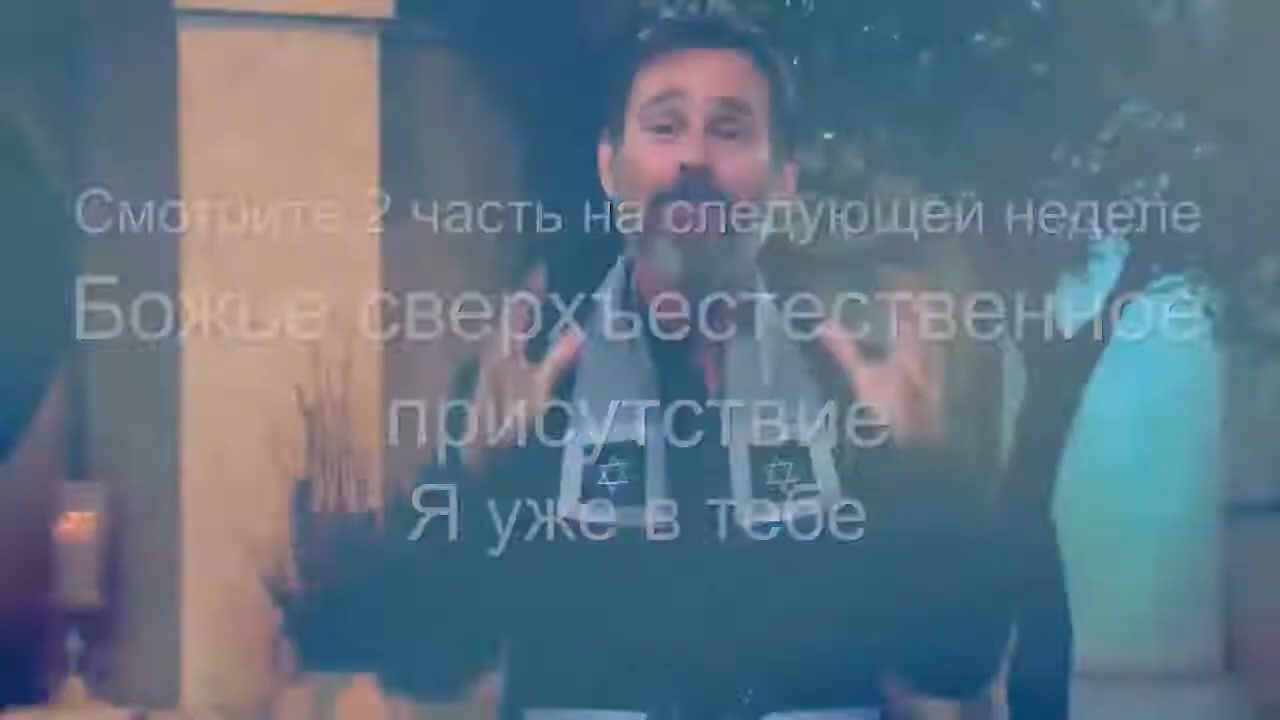 Смотрите 2 часть на следующей неделе
Божье сверхъестественное
присутствие
Я уже в тебе